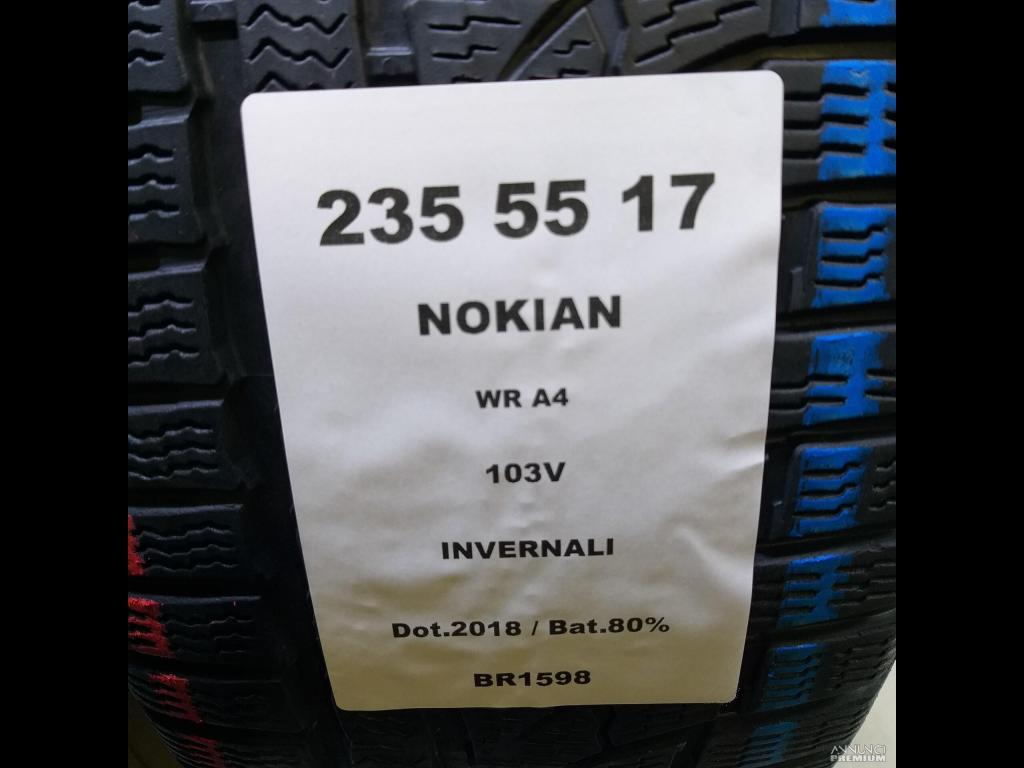 235 55 17
NOKIAN
WR A4
103V
INVERNALI
Dot.2018 / Bat.80%
BR1598
ANNUNCI
PREMIUM